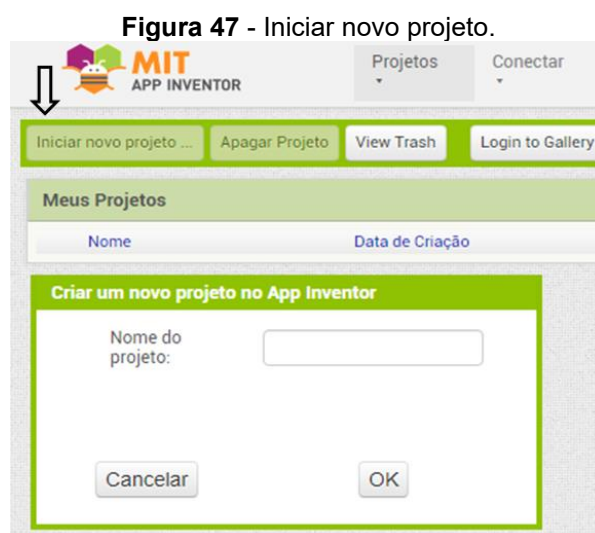 Figura 47 - Iniciar novo projeto.
MIT
APP INVENTOR
Projetos
Conectar
Iniciar novo projeto ...
Apagar Projeto
View Trash
Login to Gallery
Meus Projetos
Nome
Data de Criação
Criar um novo projeto no App Inventor
Nome do
projeto:
Cancelar
OK